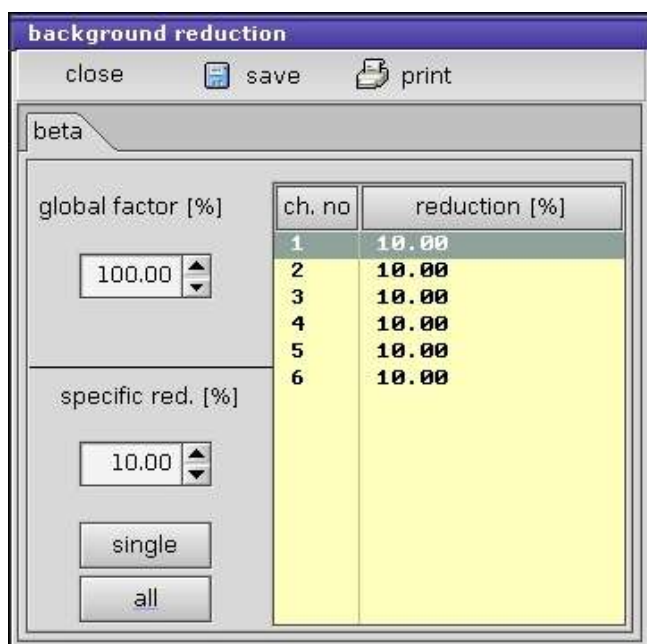 background reduction
close save print
beta
global factor [%]
100.00
specific red. [%]
10.00
single
all
ch. no reduction [%]
1 10.00
2 10.00
3 10.00
4 10.00
5 10.00
6 10.00